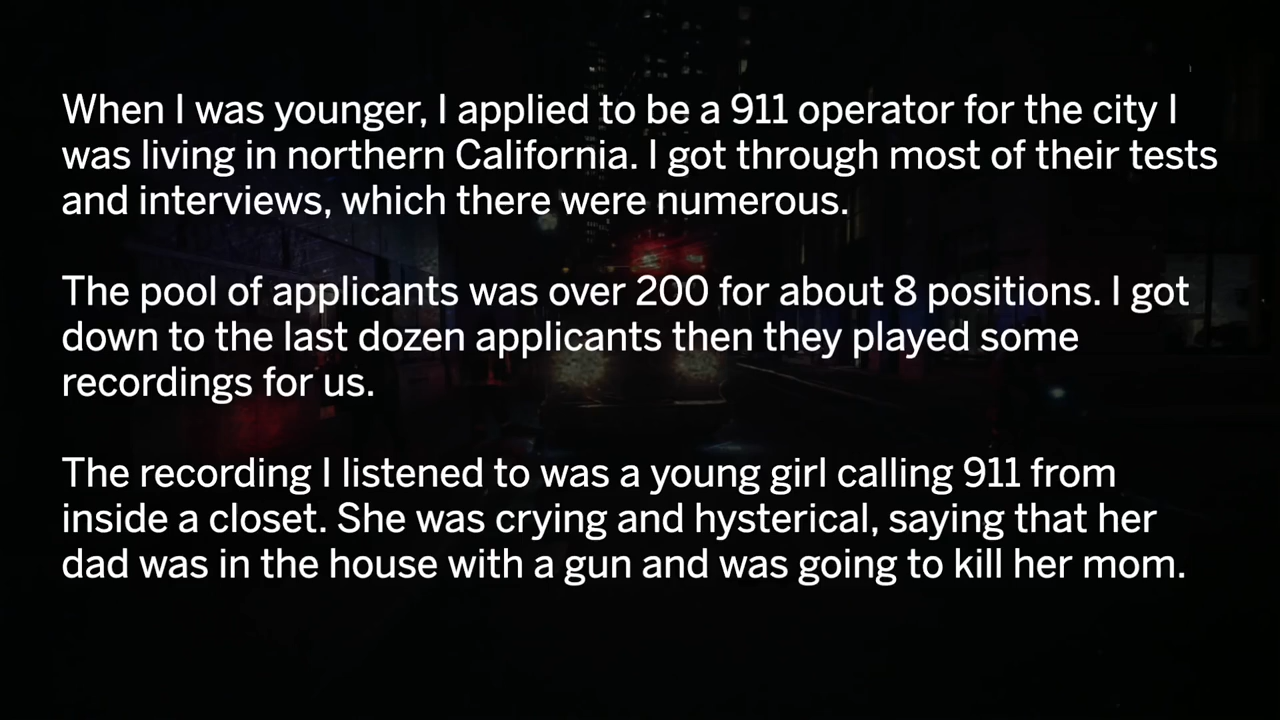 When I was younger, I applied to be a 911 operator for the city I
was living in northern California. I got through most of their tests
and interviews, which there were numerous.
The pool of applicants was over 200 for about 8 positions. I got
down to the last dozen applicants then they played some
recordings for us.
The recording I listened to was a young girl calling 911 from
inside a closet. She was crying and hysterical, saying that her
dad was in the house with a gun and was going to kill her mom.